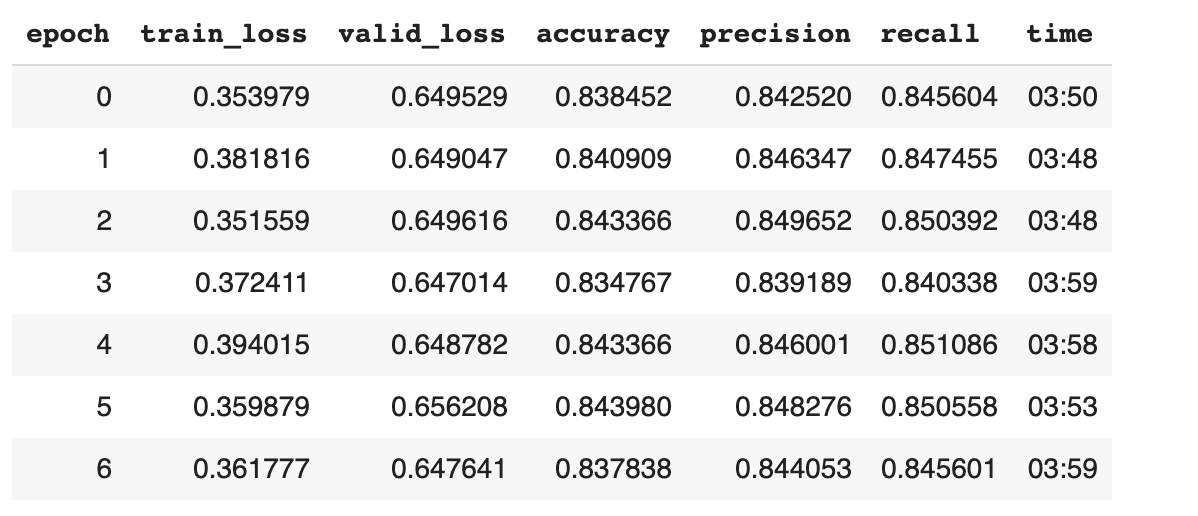 epoch train_loss valid_loss accuracy precision recall time
0 0.353979 0.649529 0.838452 0.842520 0.845604 03:50
1 0.381816 0.649047 0.840909 0.846347 0.847455 03:48
2 0.351559 0.649616 0.843366 0.849652 0.850392 03:48
3 0.372411 0.647014 0.834767 0.839189 0.840338 03:59
4 0.394015 0.648782 0.843366 0.846001 0.851086 03:58
5 0.359879 0.656208 0.843980 0.848276 0.850558 03:53
6 0.361777 0.647641 0.837838 0.844053 0.845601 03:59